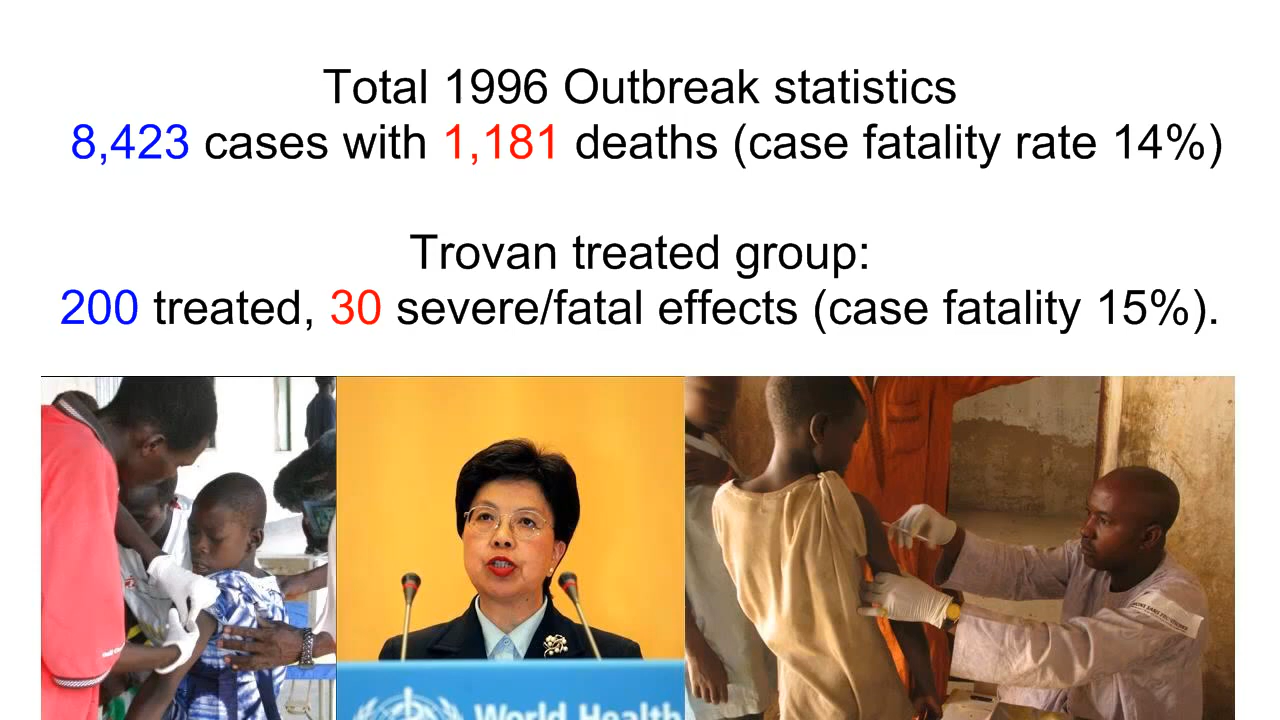 Total 1996 Outbreak statistics
8,423 cases with 1,181 deaths (case fatality rate 14%)
Trovan treated group:
200 treated, 30 severe/fatal effects (case fatality 15%).
World Health